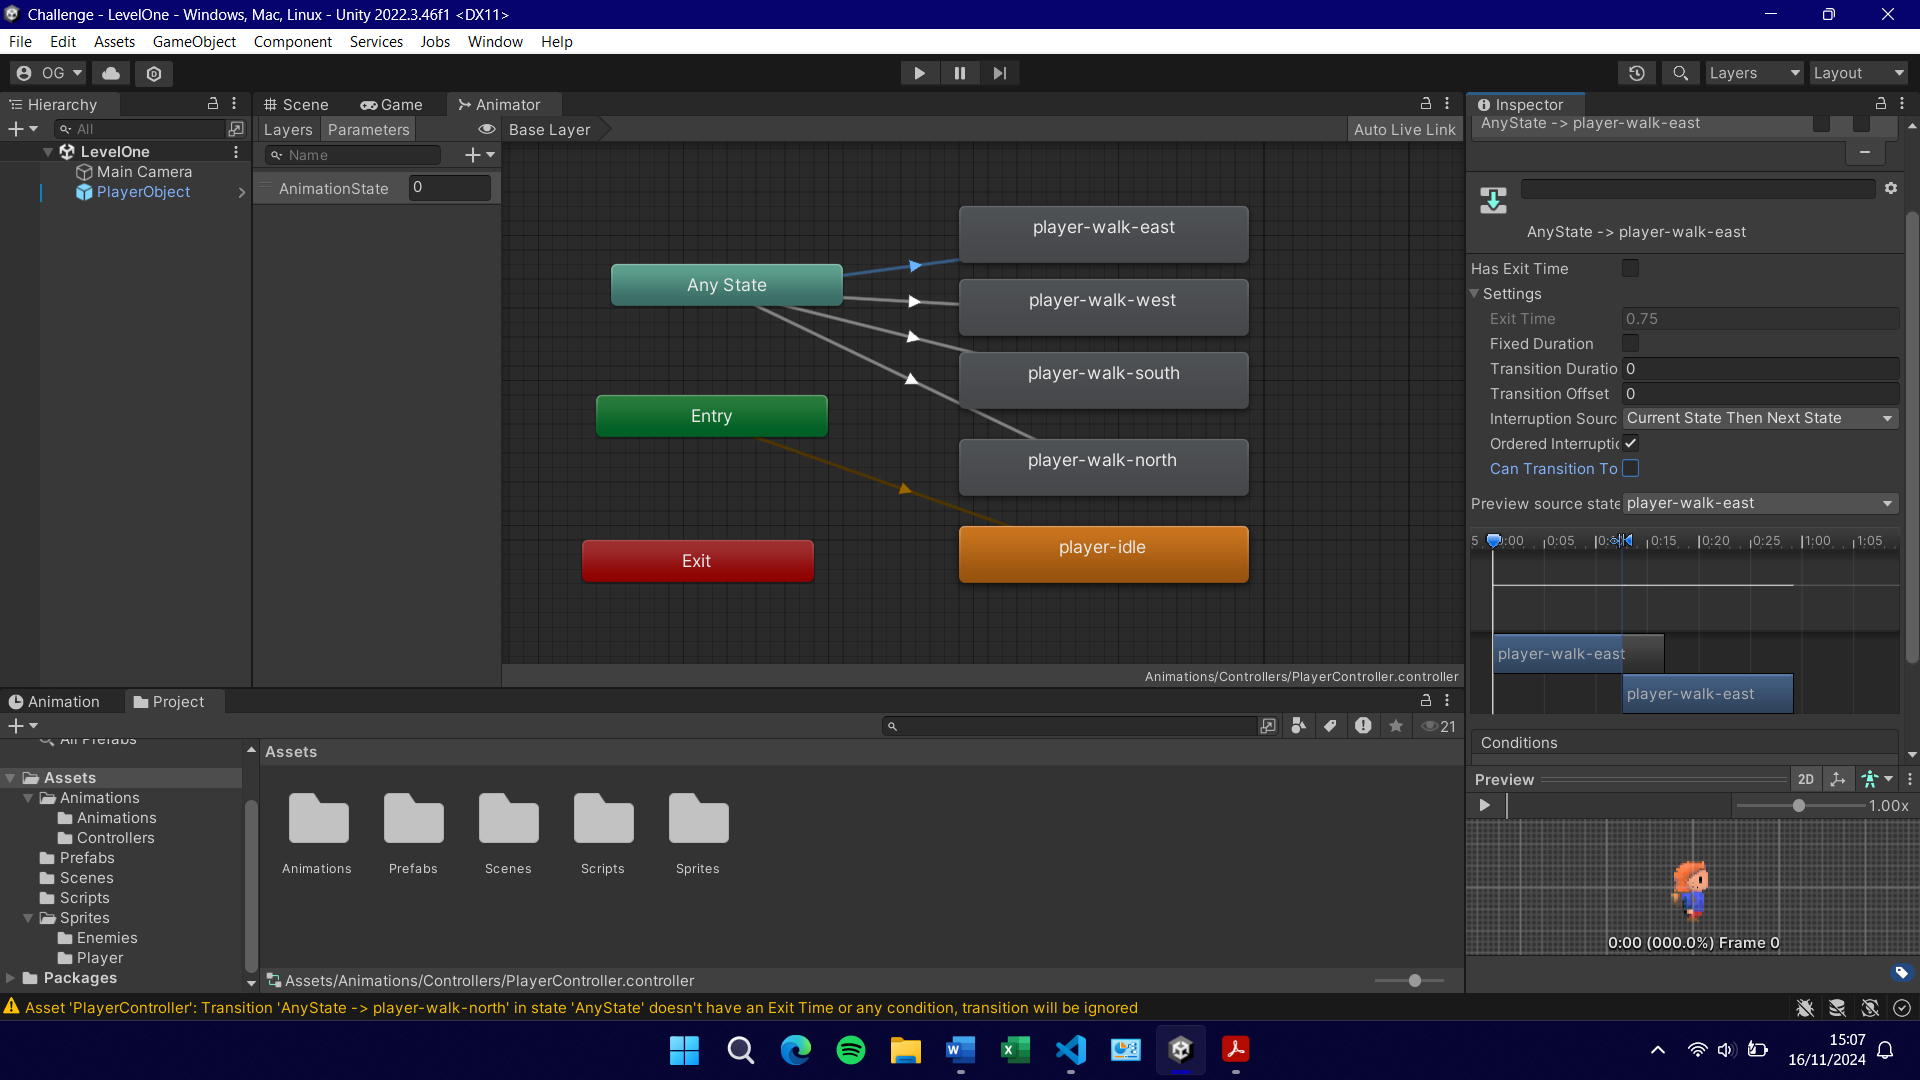 Challenge - LevelOne - Windows, Mac, Linux - Unity 2022.3.46f1 <DX11>
File Edit Assets GameObject Component Services Jobs Window Help
OG
Layers Layout
Hierarchy
All
LevelOne
Main Camera
PlayerObject
Scene Game Animator
Layers Parameters
Name
AnimationState 0
Base Layer
Auto Live Link
player-walk-east
Any State
player-walk-west
player-walk-south
Entry
player-walk-north
player-idle
Exit
Animations/Controllers/PlayerController.controller
Inspector
AnyState -> player-walk-east
AnyState -> player-walk-east
Has Exit Time
Settings
Exit Time 0.75
Fixed Duration
Transition Duratio 0
Transition Offset 0
Interruption Sourc Current State Then Next State
Ordered Interruptic
Can Transition To
Preview source state player-walk-east
5 0:00 0:05 0:15 0:20 0:25 1:00 1:05
player-walk-east
player-walk-east
Conditions
Preview 2D
1.00x
0:00 (000.0%) Frame 0
Animation Project
21
All Prefabs
Assets
Animations
Animations
Controllers
Prefabs
Scenes
Scripts
Sprites
Enemies
Player
Packages
Assets
Animations Prefabs Scenes Scripts Sprites
Assets/Animations/Controllers/PlayerController.controller
Asset 'PlayerController': Transition 'AnyState -> player-walk-north' in state 'AnyState' doesn't have an Exit Time or any condition, transition will be ignored
15:07
16/11/2024